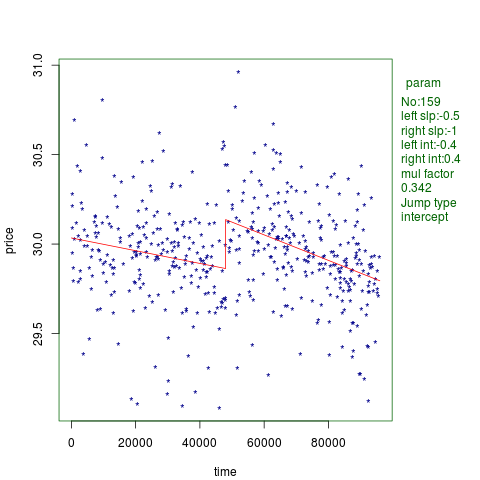 param
No:159
left slp:-0.5
right slp:-1
left int:-0.4
right int:0.4
mul factor
0.342
Jump type
intercept
31.0
30.5
30.0
29.5
price
0 20000 40000 60000 80000
time